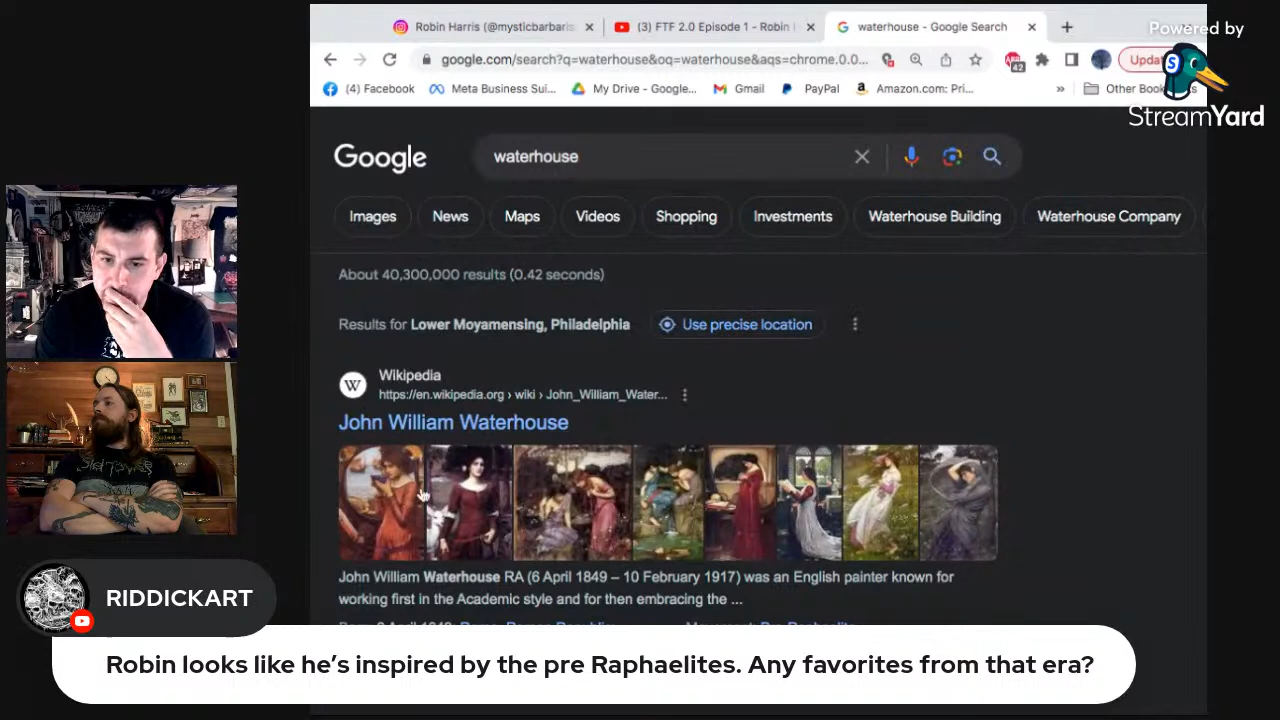 Robin Harris (@mysticbarbaris
(3) FTF 2.0 Episode 1 - Robin
waterhouse - Google Search
Powered by
StreamYard
google.com/search?q=waterhouse&oq=waterhouse&aqs=chrome.0.0...
42
(4) Facebook
Meta Business Sui...
My Drive - Google...
Gmail
PayPal
Amazon.com: Pri...
»
Google
waterhouse
Images
News
Maps
Videos
Shopping
Investments
Waterhouse Building
Waterhouse Company
About 40,300,000 results (0.42 seconds)
Results for Lower Moyamensing, Philadelphia
Use precise location
W
Wikipedia
https://en.wikipedia.org › wiki › John_William_Water...
John William Waterhouse
John William Waterhouse RA (6 April 1849 – 10 February 1917) was an English painter known for
working first in the Academic style and for then embracing the ...
RIDDICKART
Robin looks like he's inspired by the pre Raphaelites. Any favorites from that era?